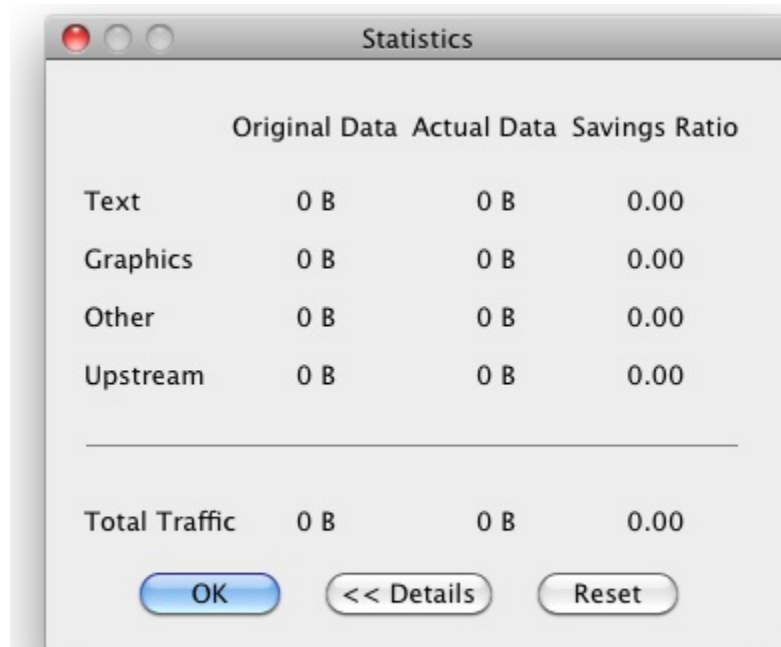 Statistics
Original Data Actual Data Savings Ratio
Text 0 B 0 B 0.00
Graphics 0 B 0 B 0.00
Other 0 B 0 B 0.00
Upstream 0 B 0 B 0.00
Total Traffic 0 B 0 B 0.00
OK << Details Reset